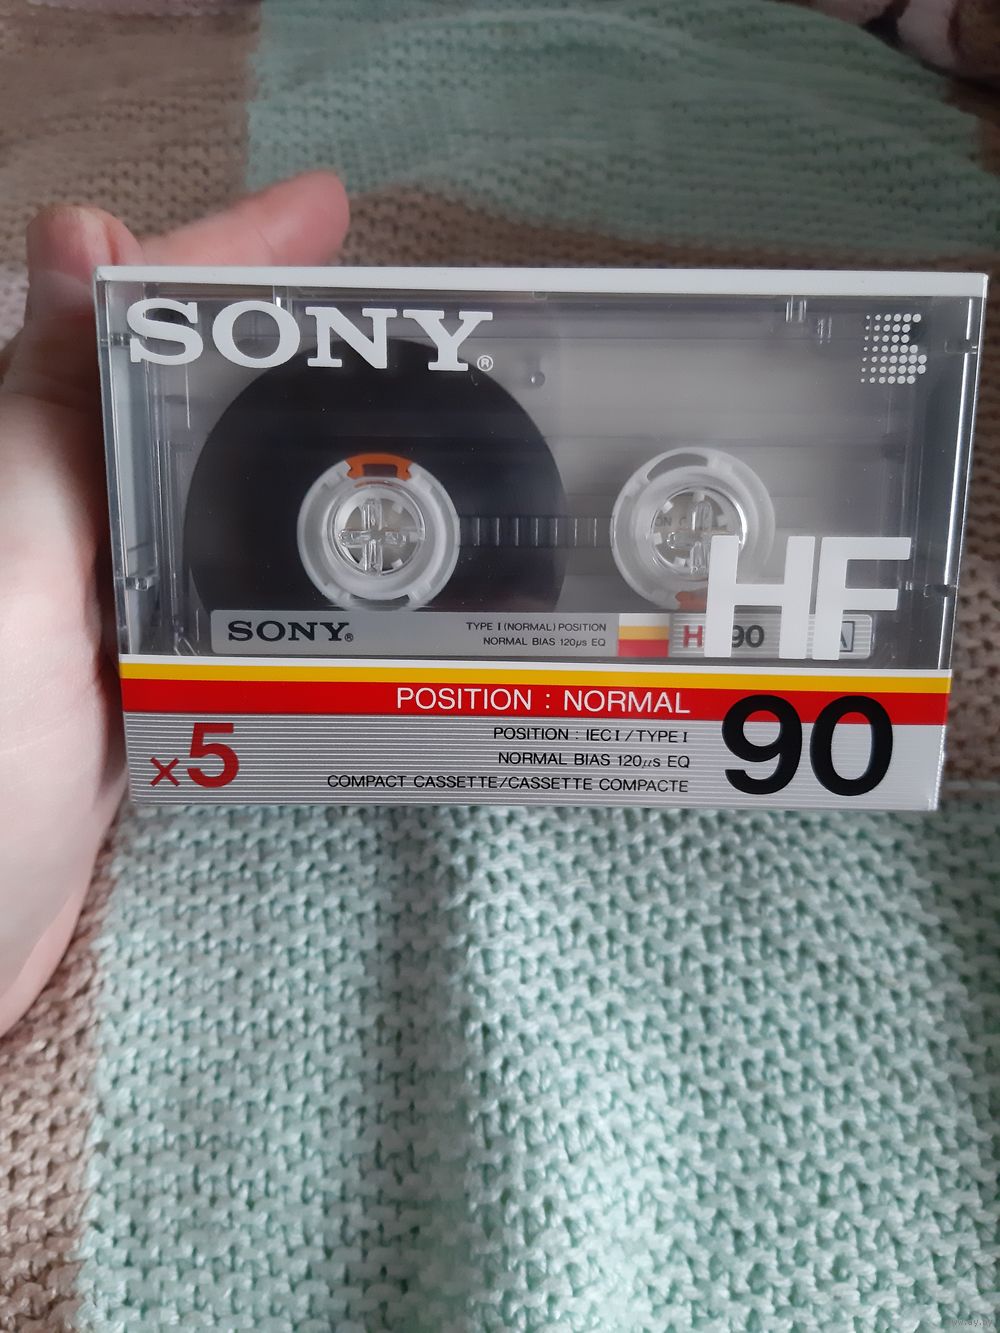 SONY®
SONY®
TYPE I (NORMAL) POSITION
NORMAL BIAS 120μs EQ
90
A
HF
POSITION : NORMAL
×5
POSITION : IEC I / TYPE I
NORMAL BIAS 120μs EQ
COMPACT CASSETTE/CASSETTE COMPACTE
90